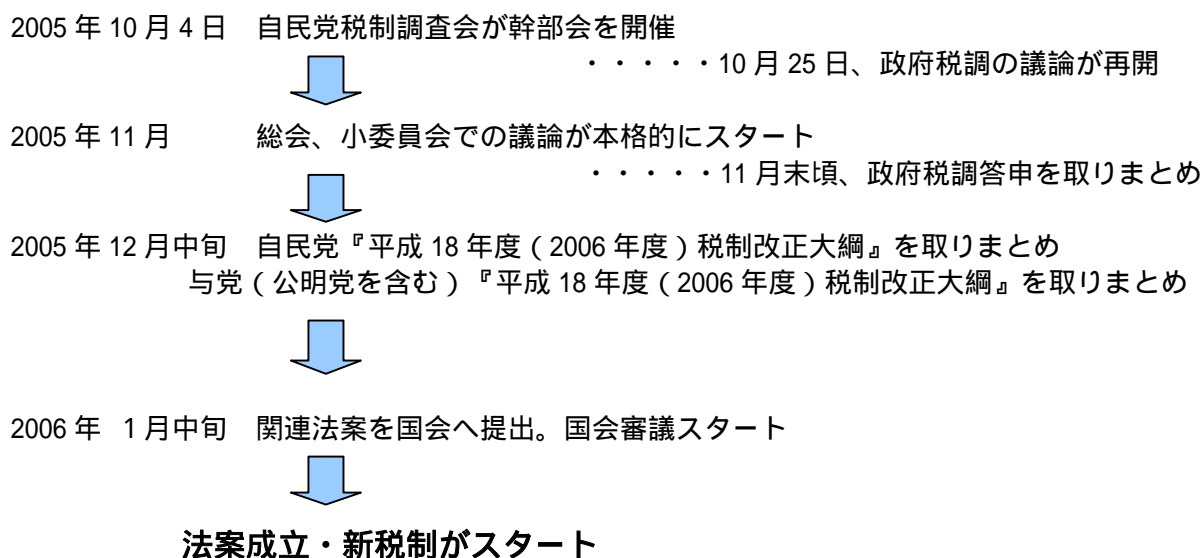 2005 年 10 月 4 日　自民党税制調査会が幹部会を開催
・・・・・10 月 25 日、政府税調の議論が再開
2005 年 11 月　総会、小委員会での議論が本格的にスタート
・・・・・11 月末頃、政府税調答申を取りまとめ
2005 年 12 月中旬　自民党『平成 18 年度（2006 年度）税制改正大綱』を取りまとめ
与党（公明党を含む）『平成 18 年度（2006 年度）税制改正大綱』を取りまとめ
2006 年 1 月中旬　関連法案を国会へ提出。国会審議スタート
法案成立・新税制がスタート